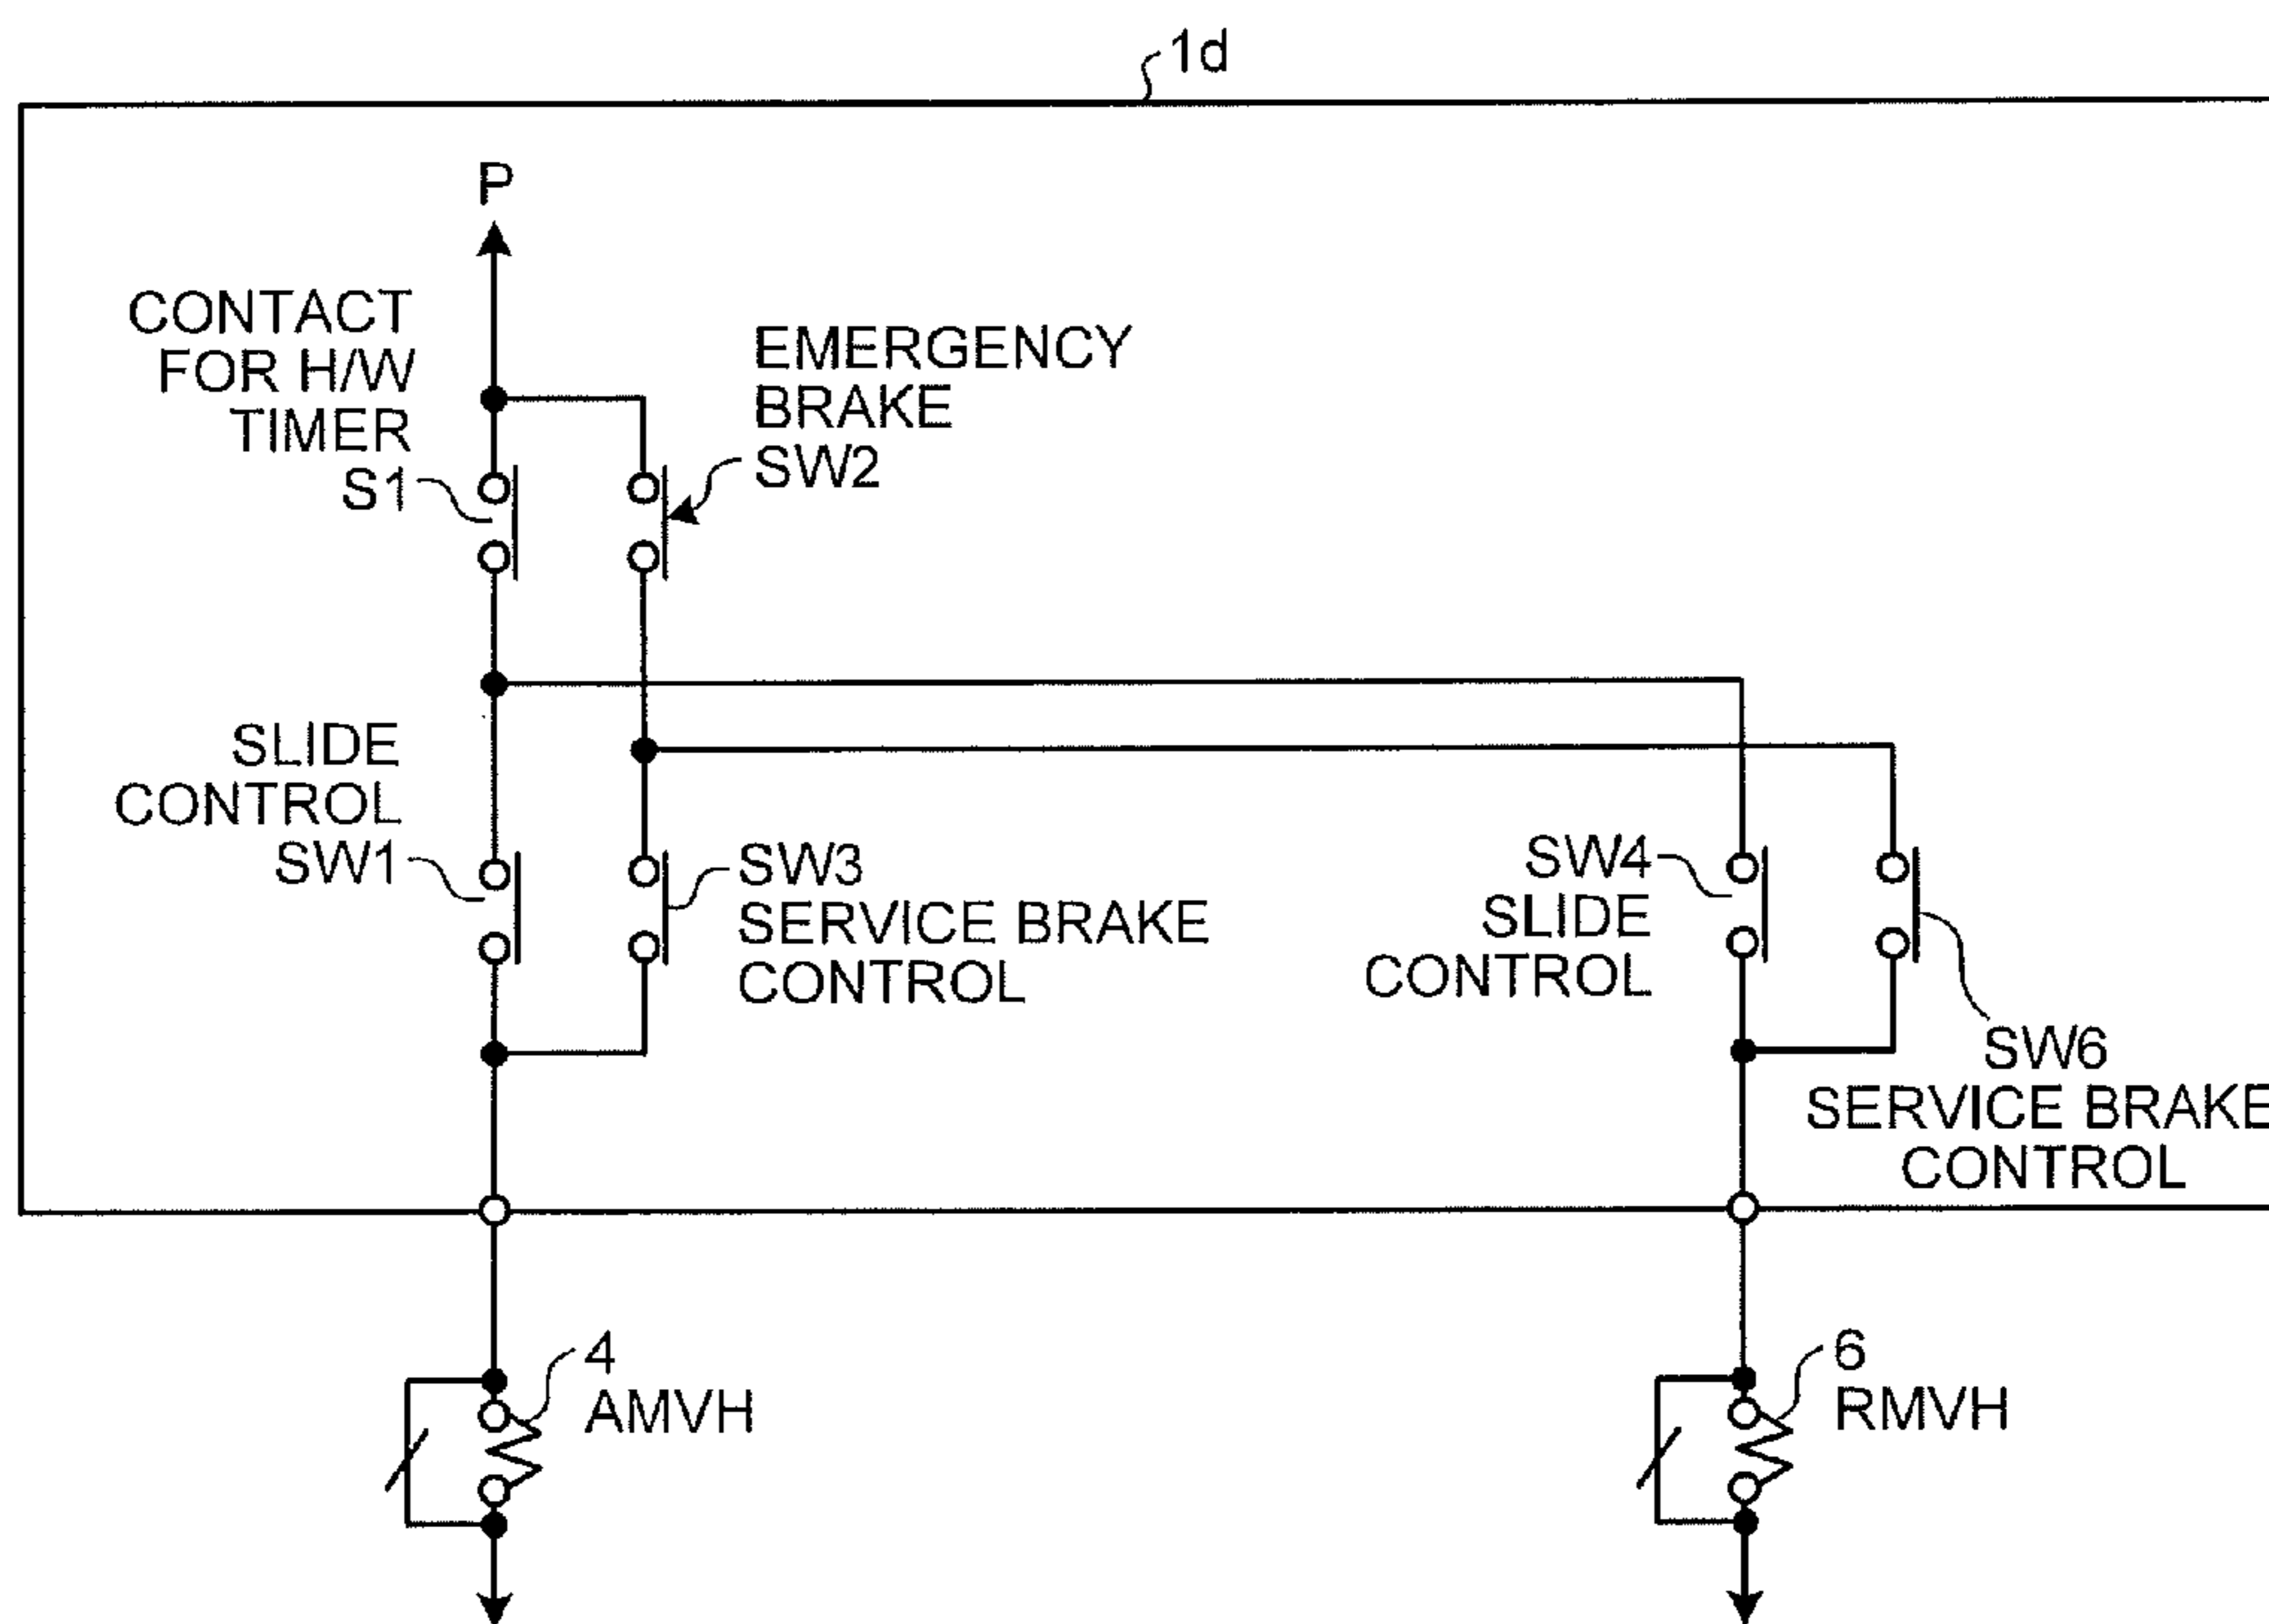 1d
P
CONTACT
FOR H/W
TIMER
S1
EMERGENCY
BRAKE
SW2
SLIDE
CONTROL
SW1
SW3
SERVICE BRAKE
CONTROL
SW4
SLIDE
CONTROL
SW6
SERVICE BRAKE
CONTROL
4
AMVH
6
RMVH